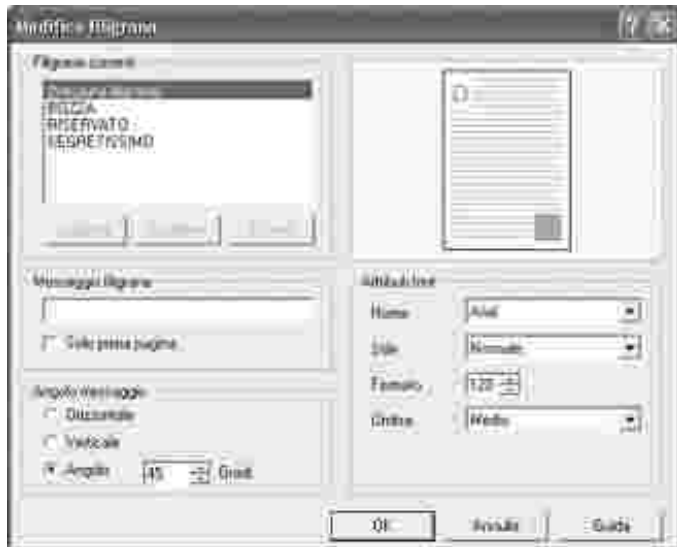 Modifica filigrana
Filigrane correnti
BOZZA
RISERVATO
SEGRETISSIMO
Messaggio filigrana
Solo prima pagina
Angolo messaggio
Orizzontale
Verticale
Angolo 45 Gradi
Attributi font
Nome Arial
Stile Normale
Formato 120
Ombra Medio
OK Annulla Guida